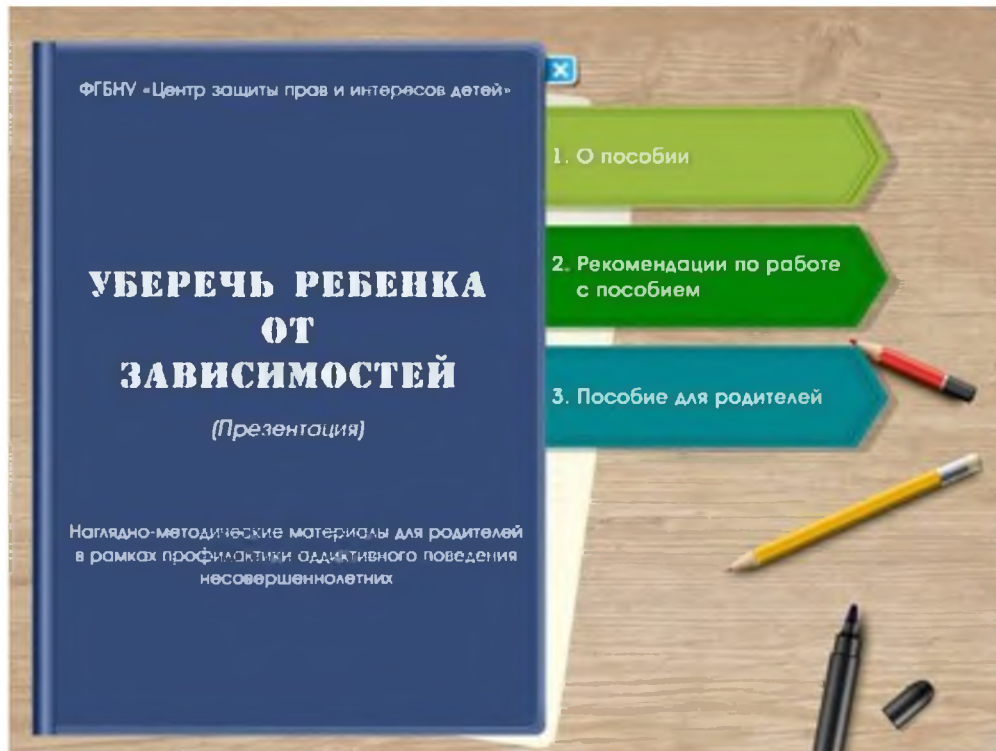 ФГБНУ «Центр защиты прав и интересов детей»
УБЕРЕЧЬ РЕБЕНКА
ОТ
ЗАВИСИМОСТЕЙ
(Презентация)
Наглядно-методические материалы для родителей
в рамках профилактики аддиктивного поведения
несовершеннолетних
1. О пособии
2. Рекомендации по работе
с пособием
3. Пособие для родителей